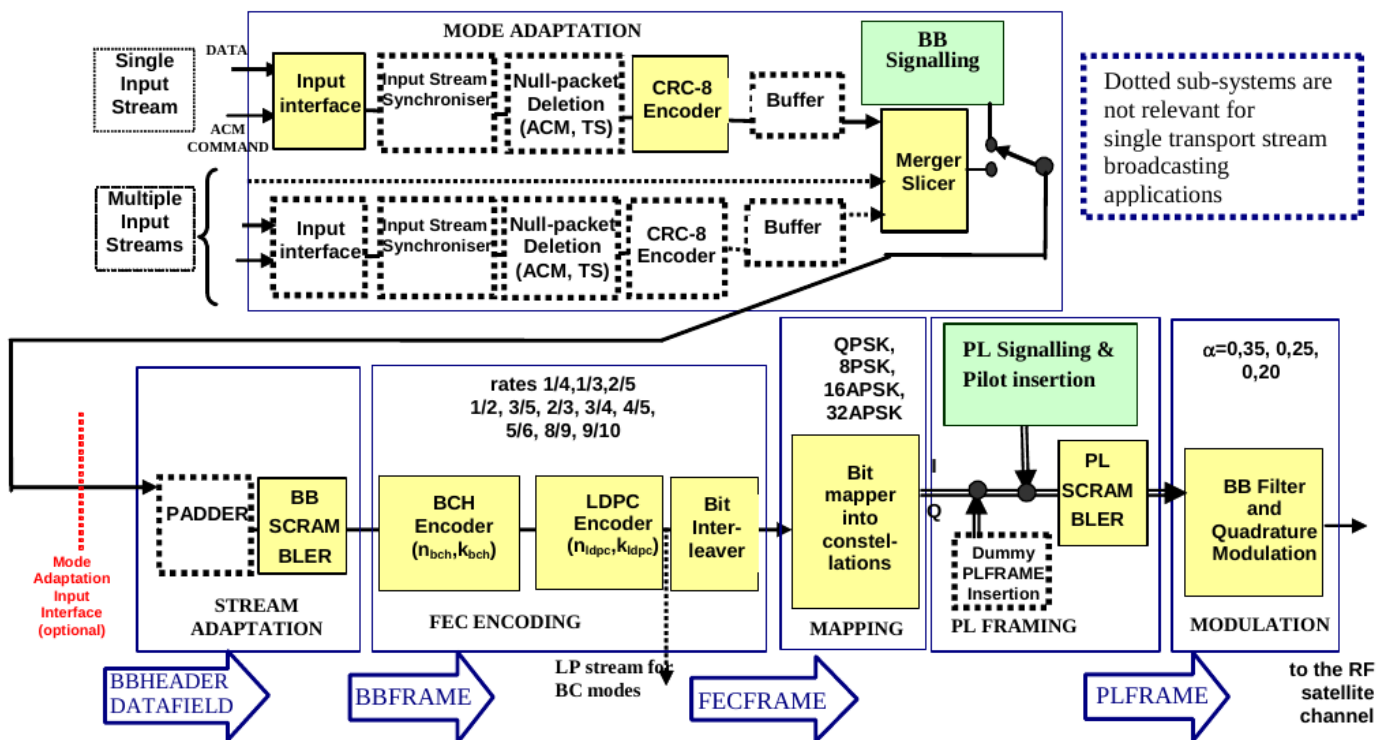 MODE ADAPTATION
DATA
Single
Input
Stream
ACM
COMMAND
Input
interface
Input Stream
Synchroniser
Null-packet
Deletion
(ACM, TS)
CRC-8
Encoder
Buffer
BB
Signalling
Merger
Slicer
Dotted sub-systems are
not relevant for
single transport stream
broadcasting
applications
Multiple
Input
Streams
Input
interface
Input Stream
Synchroniser
Null-packet
Deletion
(ACM, TS)
CRC-8
Encoder
Buffer
Mode
Adaptation
Input
Interface
(optional)
PADDER
BB
SCRAM
BLER
STREAM
ADAPTATION
rates 1/4,1/3,2/5
1/2, 3/5, 2/3, 3/4, 4/5,
5/6, 8/9, 9/10
BCH
Encoder
(nbch,kbch)
LDPC
Encoder
(nldpc,kldpc)
Bit
Inter-
leaver
FEC ENCODING
LP stream for
BC modes
QPSK,
8PSK,
16APSK,
32APSK
Bit
mapper
into
constel-
lations
MAPPING
I
Q
PL Signalling &
Pilot insertion
Dummy
PLFRAME
Insertion
PL
SCRAM
BLER
PL FRAMING
α=0,35, 0,25,
0,20
BB Filter
and
Quadrature
Modulation
MODULATION
to the RF
satellite
channel
BBHEADER
DATAFIELD
BBFRAME
FECFRAME
PLFRAME